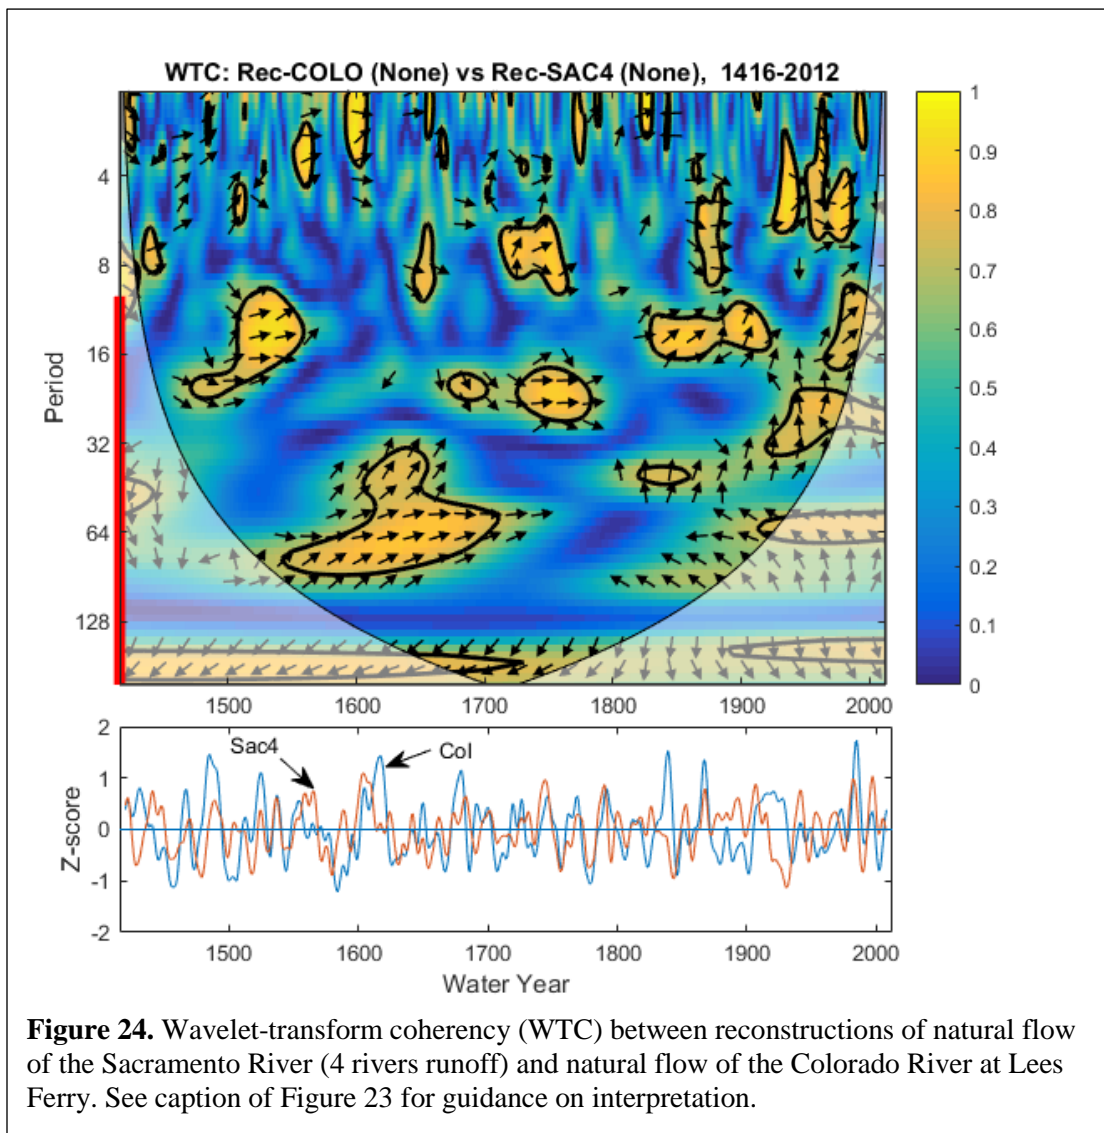 WTC: Rec-COLO (None) vs Rec-SAC4 (None), 1416-2012
1
0.9
0.8
0.7
0.6
0.5
0.4
0.3
0.2
0.1
0
Period
4
8
16
32
64
128
1500 1600 1700 1800 1900 2000
2
1
0
-1
-2
Z-score
Sac4
Col
1500 1600 1700 1800 1900 2000
Water Year
Figure 24. Wavelet-transform coherency (WTC) between reconstructions of natural flow
of the Sacramento River (4 rivers runoff) and natural flow of the Colorado River at Lees
Ferry. See caption of Figure 23 for guidance on interpretation.